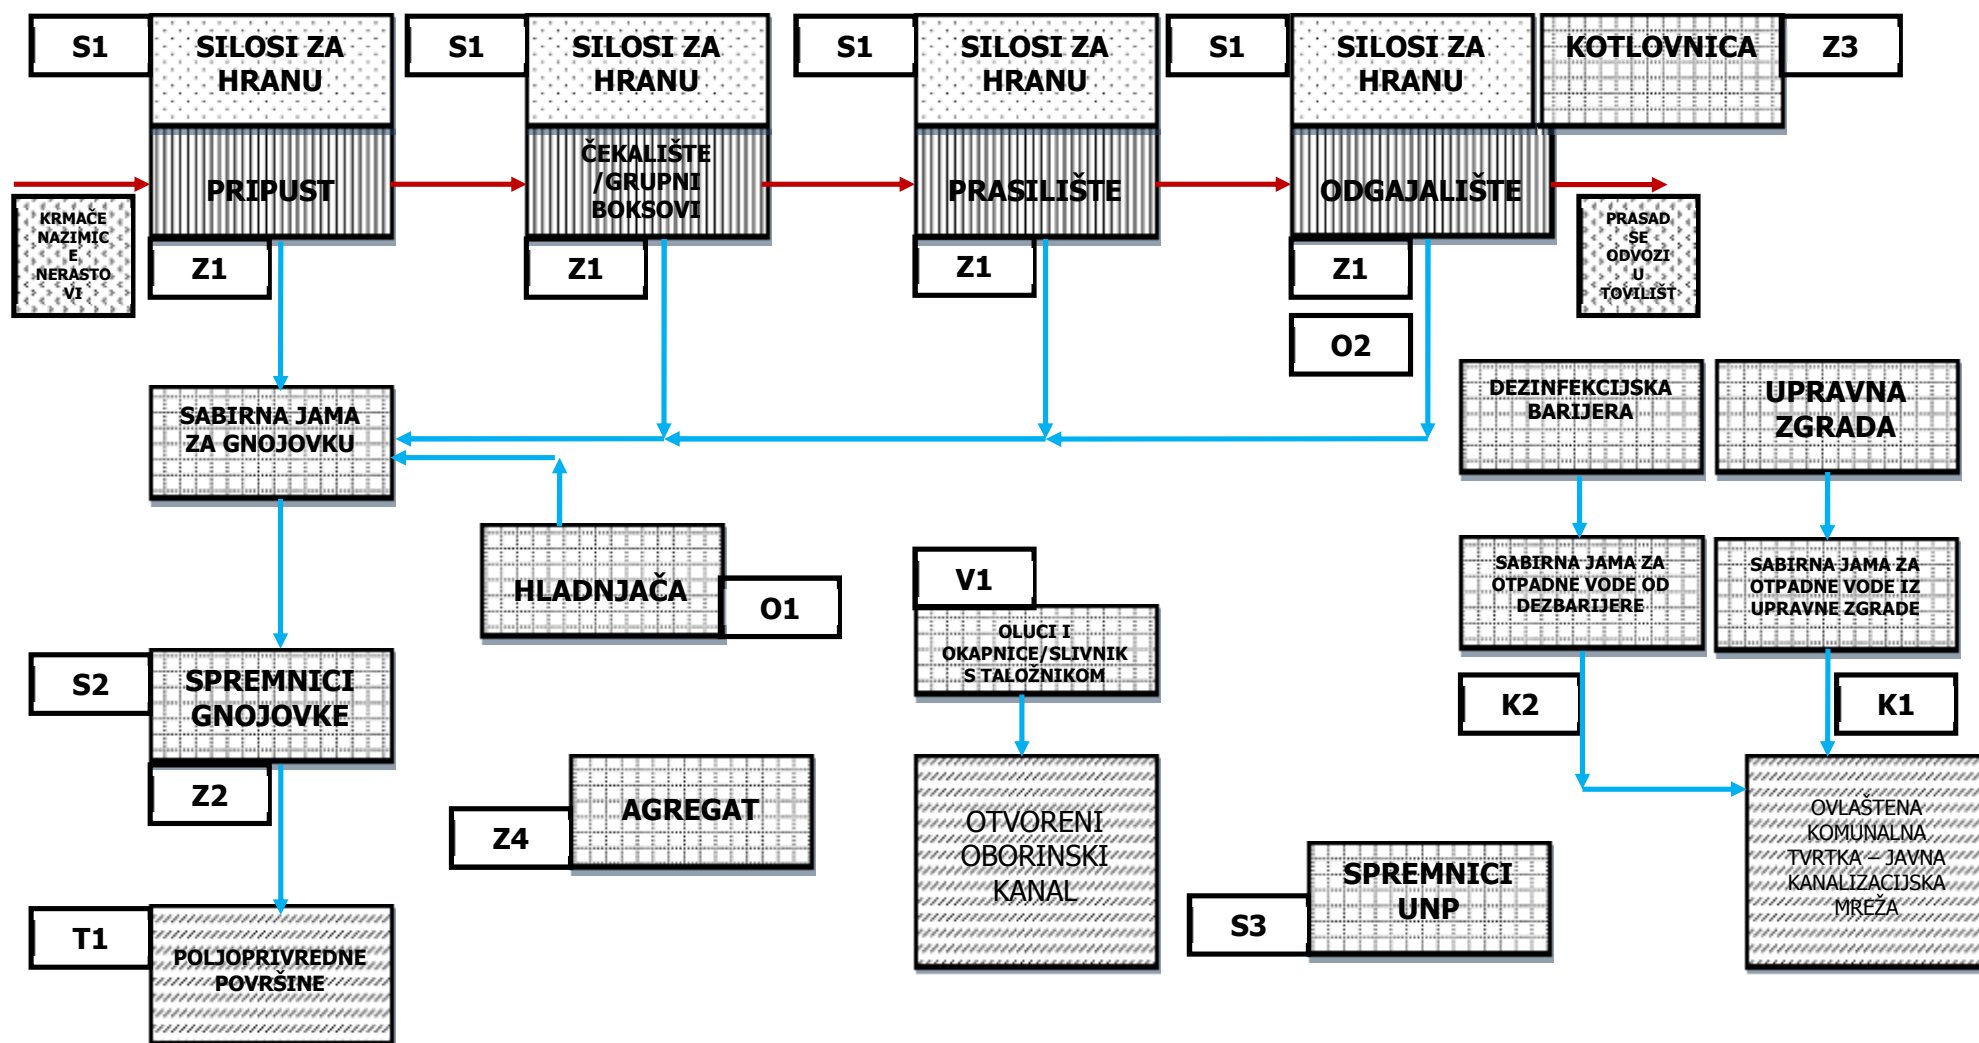 S1
SILOSI ZA
HRANU
S1
SILOSI ZA
HRANU
S1
SILOSI ZA
HRANU
S1
SILOSI ZA
HRANU
KOTLOVNICA
Z3
PRIPUST
ČEKALIŠTE
/GRUPNI
BOKSOVI
PRASILIŠTE
ODGAJALIŠTE
KRMAČE
NAZIMIC
E
NERASTO
VI
Z1
Z1
Z1
Z1
PRASAD
SE
ODVOZI
U
TOVILIŠT
O2
SABIRNA JAMA
ZA GNOJOVKU
DEZINFEKCIJSKA
BARIJERA
UPRAVNA
ZGRADA
HLADNJAČA
O1
V1
OLUCI I
OKAPNICE/SLIVNIK
S TALOŽNIKOM
SABIRNA JAMA ZA
OTPADNE VODE OD
DEZBARIJERE
SABIRNA JAMA ZA
OTPADNE VODE IZ
UPRAVNE ZGRADE
S2
SPREMNICI
GNOJOVKE
K2
K1
Z2
Z4
AGREGAT
OTVORENI
OBORINSKI
KANAL
S3
SPREMNICI
UNP
OVLAŠTENA
KOMUNALNA
TVRTKA – JAVNA
KANALIZACIJSKA
MREŽA
T1
POLJOPRIVREDNE
POVRŠINE